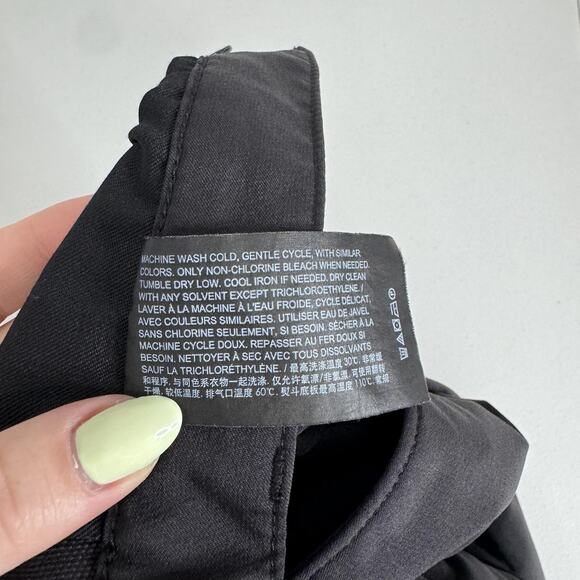 MACHINE WASH COLD, GENTLE CYCLE, WITH SIMILAR
COLORS. ONLY NON-CHLORINE BLEACH WHEN NEEDED.
TUMBLE DRY LOW. COOL IRON IF NEEDED. DRY CLEAN
WITH ANY SOLVENT EXCEPT TRICHLOROETHYLENE. /
LAVER À LA MACHINE À L'EAU FROIDE, CYCLE DÉLICAT,
AVEC COULEURS SIMILAIRES. UTILISER EAU DE JAVEL
SANS CHLORINE SEULEMENT, SI BESOIN. SÉCHER À LA
MACHINE CYCLE DOUX. REPASSER AU FER DOUX SI
BESOIN. NETTOYER À SEC AVEC TOUS DISSOLVANTS
SAUF LA TRICHLORÉTHYLÈNE. / 最高洗涤温度 30℃, 非常缓
和程序, 与同色系衣物一起洗涤. 仅允许氧漂/非氯漂, 可使用翻转
干燥, 较低温度, 排气口温度 60℃. 熨斗底板最高温度 110℃. 常规
干洗.